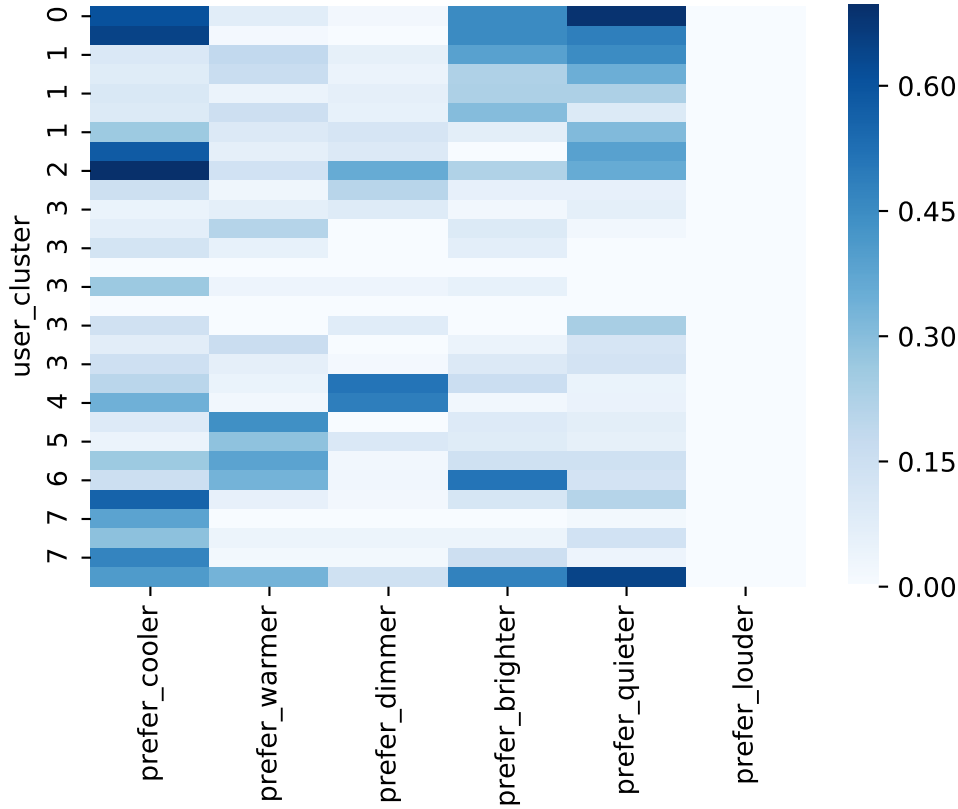 user_cluster
0
1
1
1
2
3
3
3
3
3
4
5
6
7
7
prefer_cooler
prefer_warmer
prefer_dimmer
prefer_brighter
prefer_quieter
prefer_louder
0.60
0.45
0.30
0.15
0.00